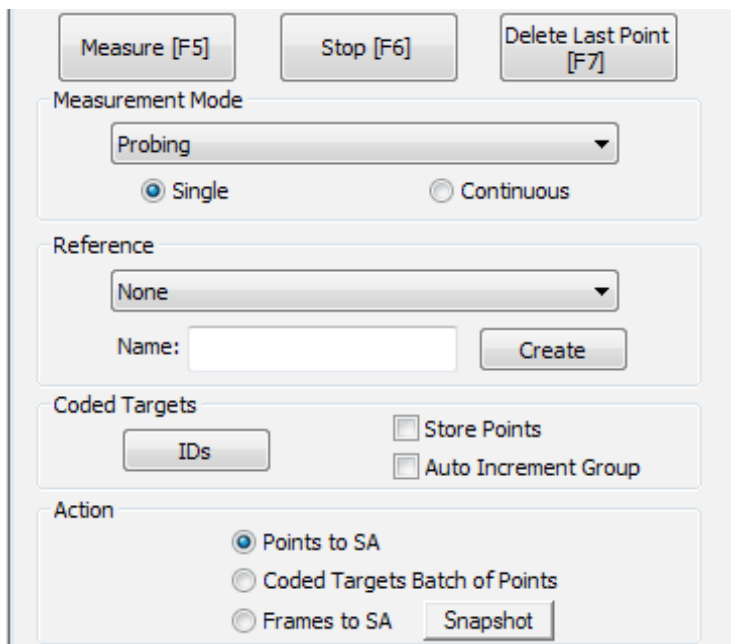 Measure [F5] Stop [F6] Delete Last Point
[F7]
Measurement Mode
Probing
Single Continuous
Reference
None
Name: Create
Coded Targets
IDs
Store Points
Auto Increment Group
Action
Points to SA
Coded Targets Batch of Points
Frames to SA Snapshot